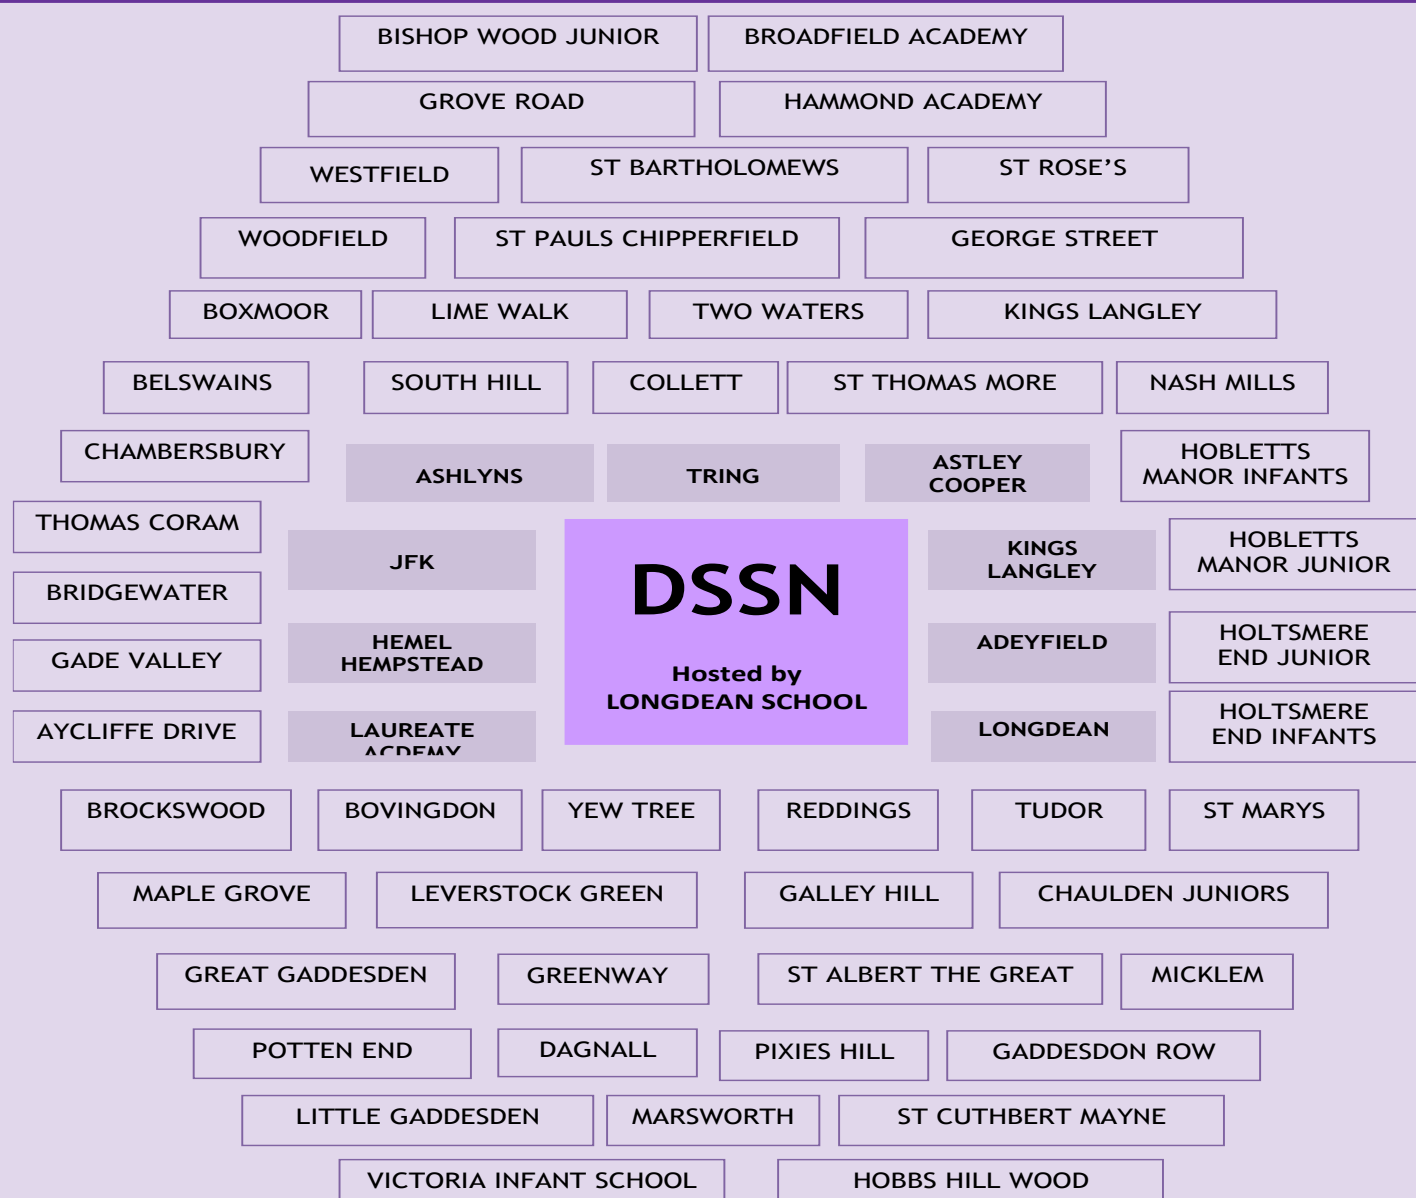 BISHOP WOOD JUNIOR
BROADFIELD ACADEMY
GROVE ROAD
HAMMOND ACADEMY
WESTFIELD
ST BARTHOLOMEWS
ST ROSE’S
WOODFIELD
ST PAULS CHIPPERFIELD
GEORGE STREET
BOXMOOR
LIME WALK
TWO WATERS
KINGS LANGLEY
BELSWAINS
SOUTH HILL
COLLETT
ST THOMAS MORE
NASH MILLS
CHAMBERSBURY
ASHLYNS
TRING
ASTLEY
COOPER
HOBLETTS
MANOR INFANTS
THOMAS CORAM
JFK
DSSN
Hosted by
LONGDEAN SCHOOL
KINGS
LANGLEY
HOBLETTS
MANOR JUNIOR
BRIDGEWATER
HEMEL
HEMPSTEAD
ADEYFIELD
HOLTSMERE
END JUNIOR
GADE VALLEY
AYCLIFFE DRIVE
LAUREATE
ACDEMY
LONGDEAN
HOLTSMERE
END INFANTS
BROCKSWOOD
BOVINGDON
YEW TREE
REDDINGS
TUDOR
ST MARYS
MAPLE GROVE
LEVERSTOCK GREEN
GALLEY HILL
CHAULDEN JUNIORS
GREAT GADDESDEN
GREENWAY
ST ALBERT THE GREAT
MICKLEM
POTTEN END
DAGNALL
PIXIES HILL
GADDESDON ROW
LITTLE GADDESDEN
MARSWORTH
ST CUTHBERT MAYNE
VICTORIA INFANT SCHOOL
HOBBS HILL WOOD